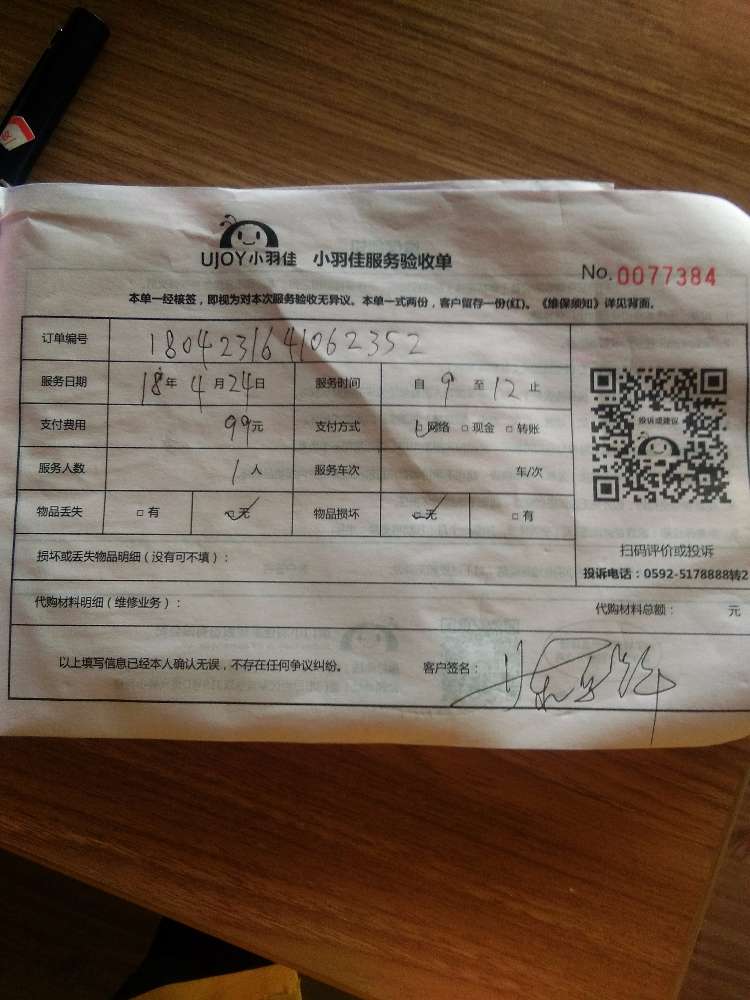 UJOY小羽佳 小羽佳服务验收单
No. 0077384
本单一经核签，即视为对本次服务验收无异议。本单一式两份，客户留存一份(红)。《维保须知》详见背面。
订单编号 1804231641062352
服务日期 18年 4月 24日 服务时间 自 9 至 12 止
支付费用 99元 支付方式 □网络 □现金 □转账
服务人数 1人 服务车次 车/次
物品丢失 □有 □无 物品损坏 □无 □有
投诉或建议
扫码评价或投诉
投诉电话：0592-5178888转2
损坏或丢失物品明细（没有可不填）：
代购材料明细（维修业务）： 代购材料总额： 元
以上填写信息已经本人确认无误，不存在任何争议纠纷。 客户签名：